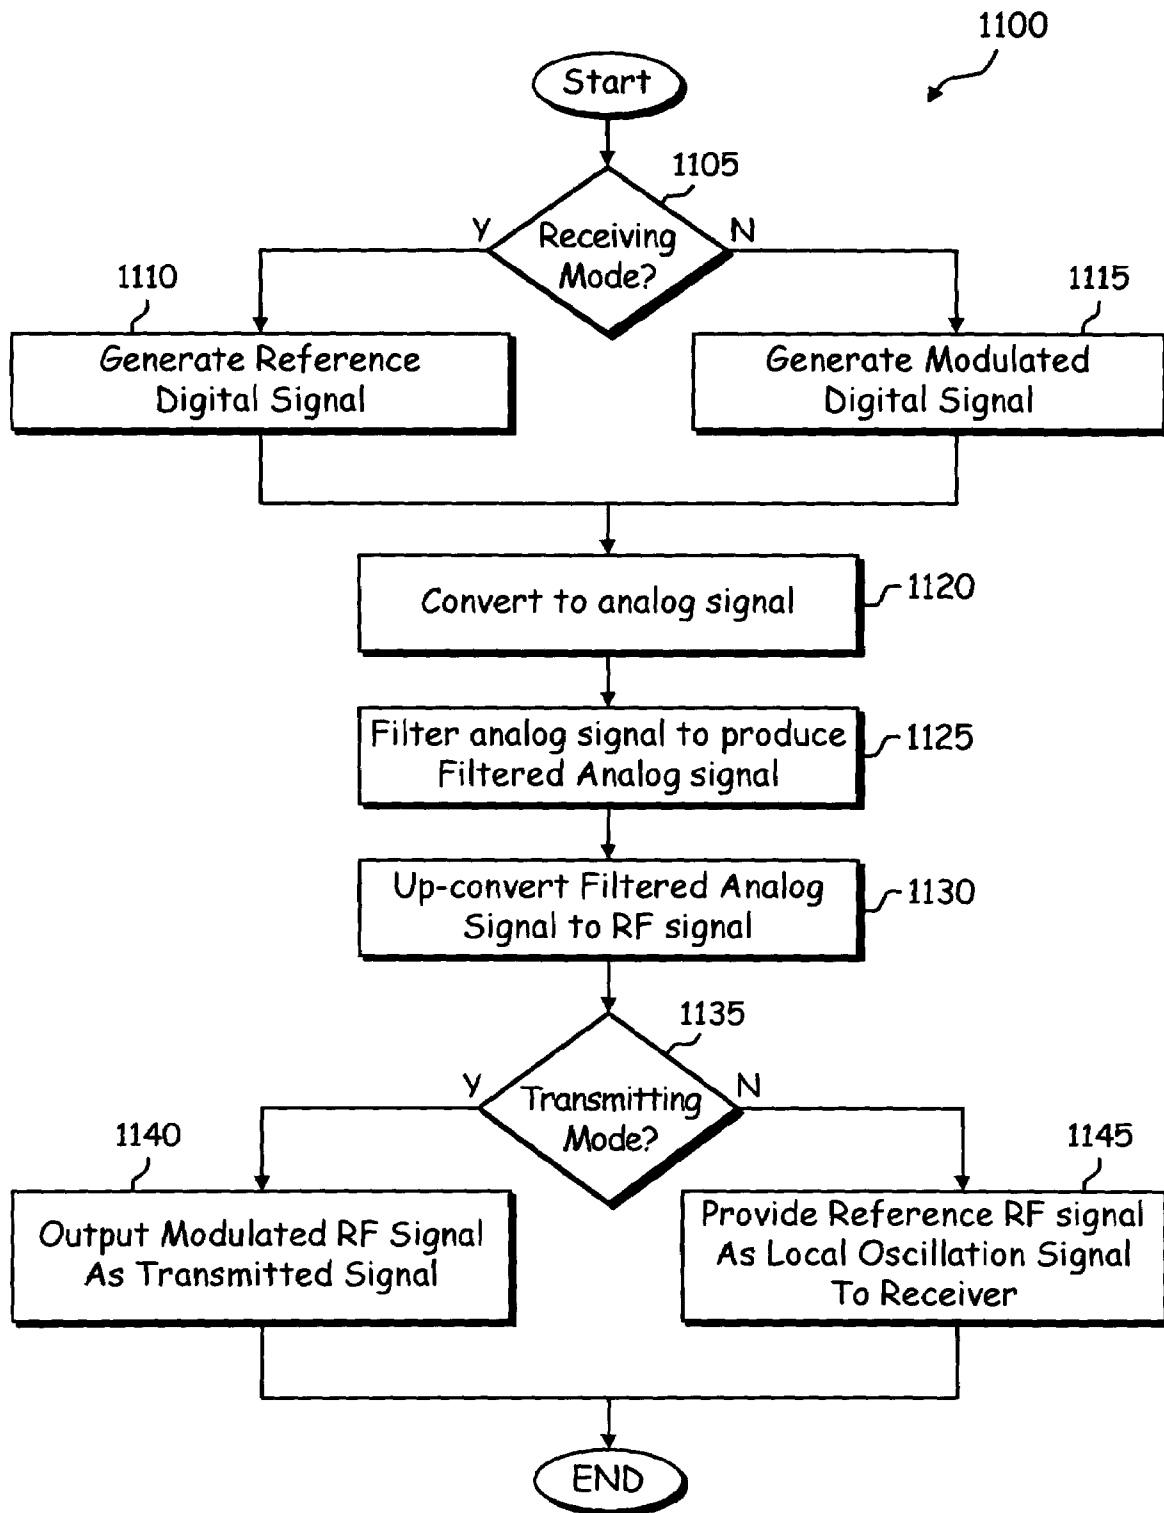 1100
Start
1105
Y
N
Receiving
Mode?
1110
1115
Generate Reference
Digital Signal
Generate Modulated
Digital Signal
Convert to analog signal
1120
Filter analog signal to produce
Filtered Analog signal
1125
Up-convert Filtered Analog
Signal to RF signal
1130
1135
Y
N
Transmitting
Mode?
1140
1145
Output Modulated RF Signal
As Transmitted Signal
Provide Reference RF signal
As Local Oscillation Signal
To Receiver
END